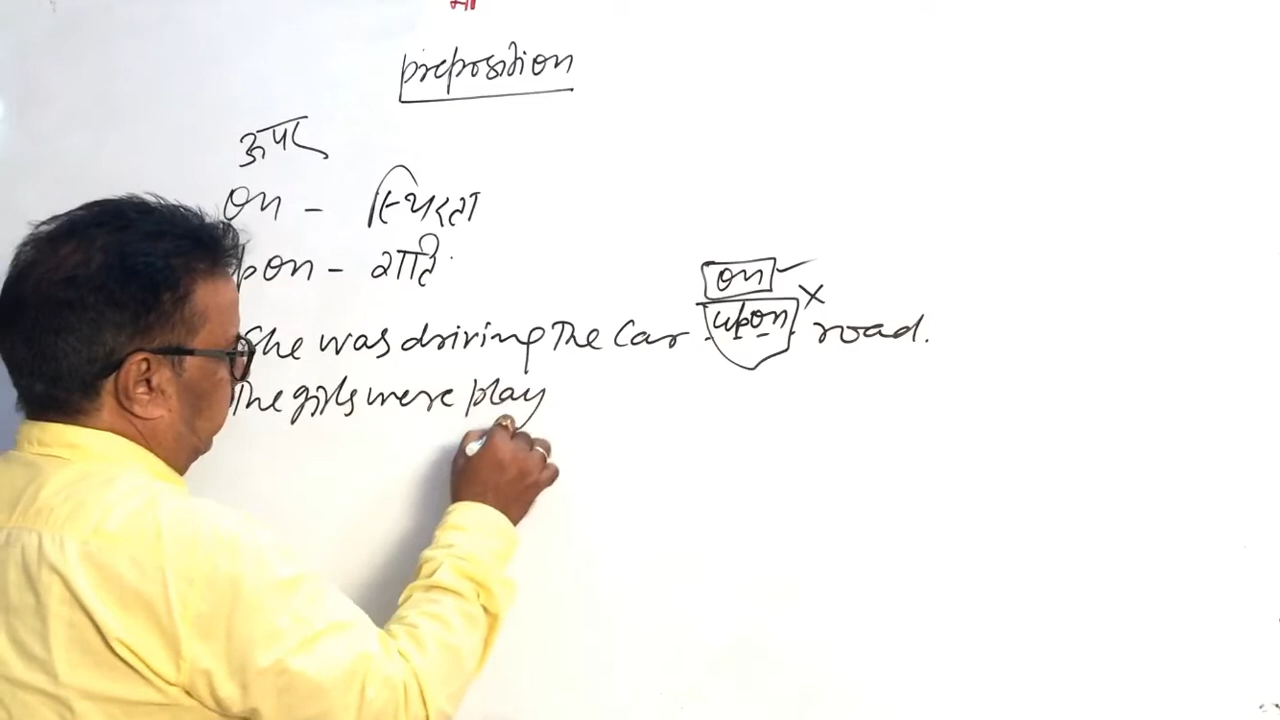 मा
preposition
ऊपर
on - स्थिरता
pon - गति
on ✓
upon ×
She was driving The Car road.
The girls were play